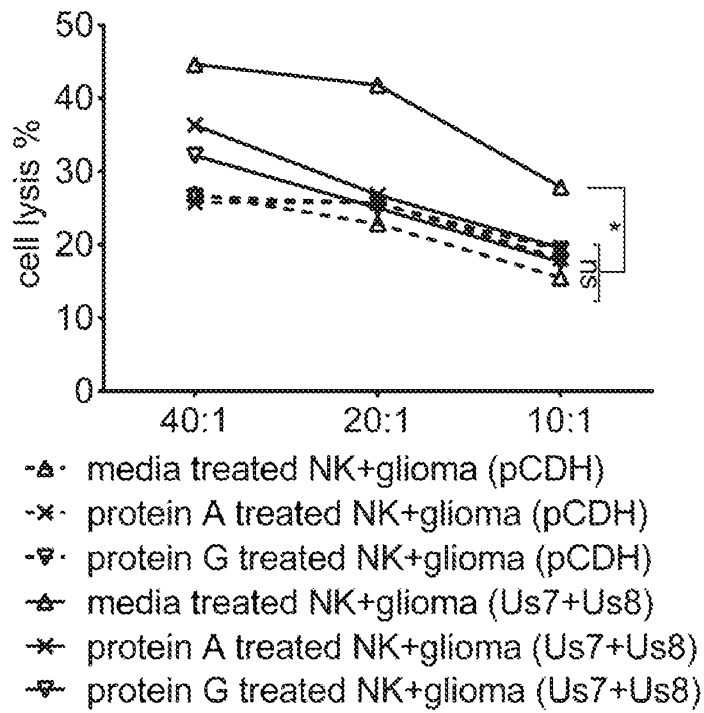 50
40
30
20
10
0
cell lysis %
40:1 20:1 10:1
*
ns
media treated NK+glioma (pCDH)
protein A treated NK+glioma (pCDH)
protein G treated NK+glioma (pCDH)
media treated NK+glioma (Us7+Us8)
protein A treated NK+glioma (Us7+Us8)
protein G treated NK+glioma (Us7+Us8)